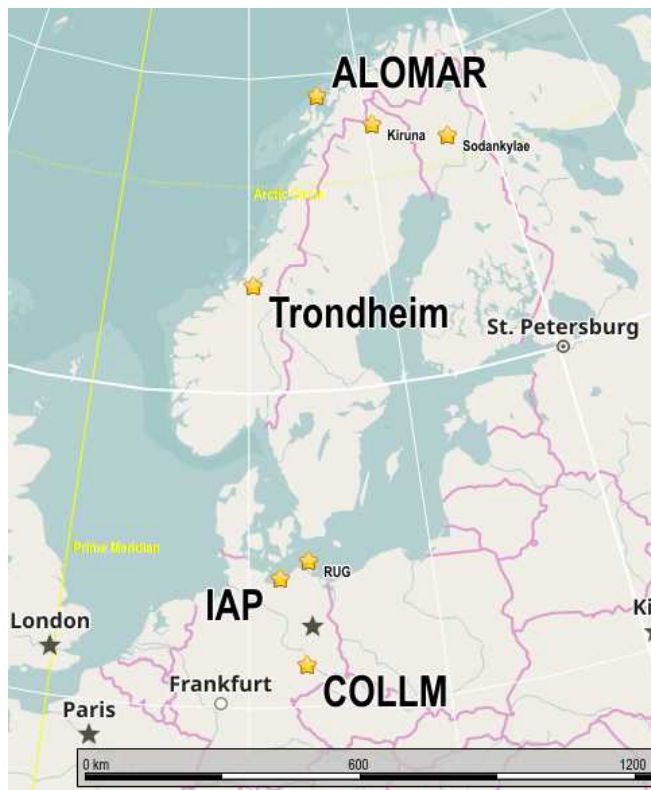 ALOMAR
Kiruna
Sodankylae
Arctic Circle
Trondheim
St. Petersburg
Prime Meridian
RUG
IAP
London
Ki
Frankfurt
COLLM
Paris
0 km
600
1200